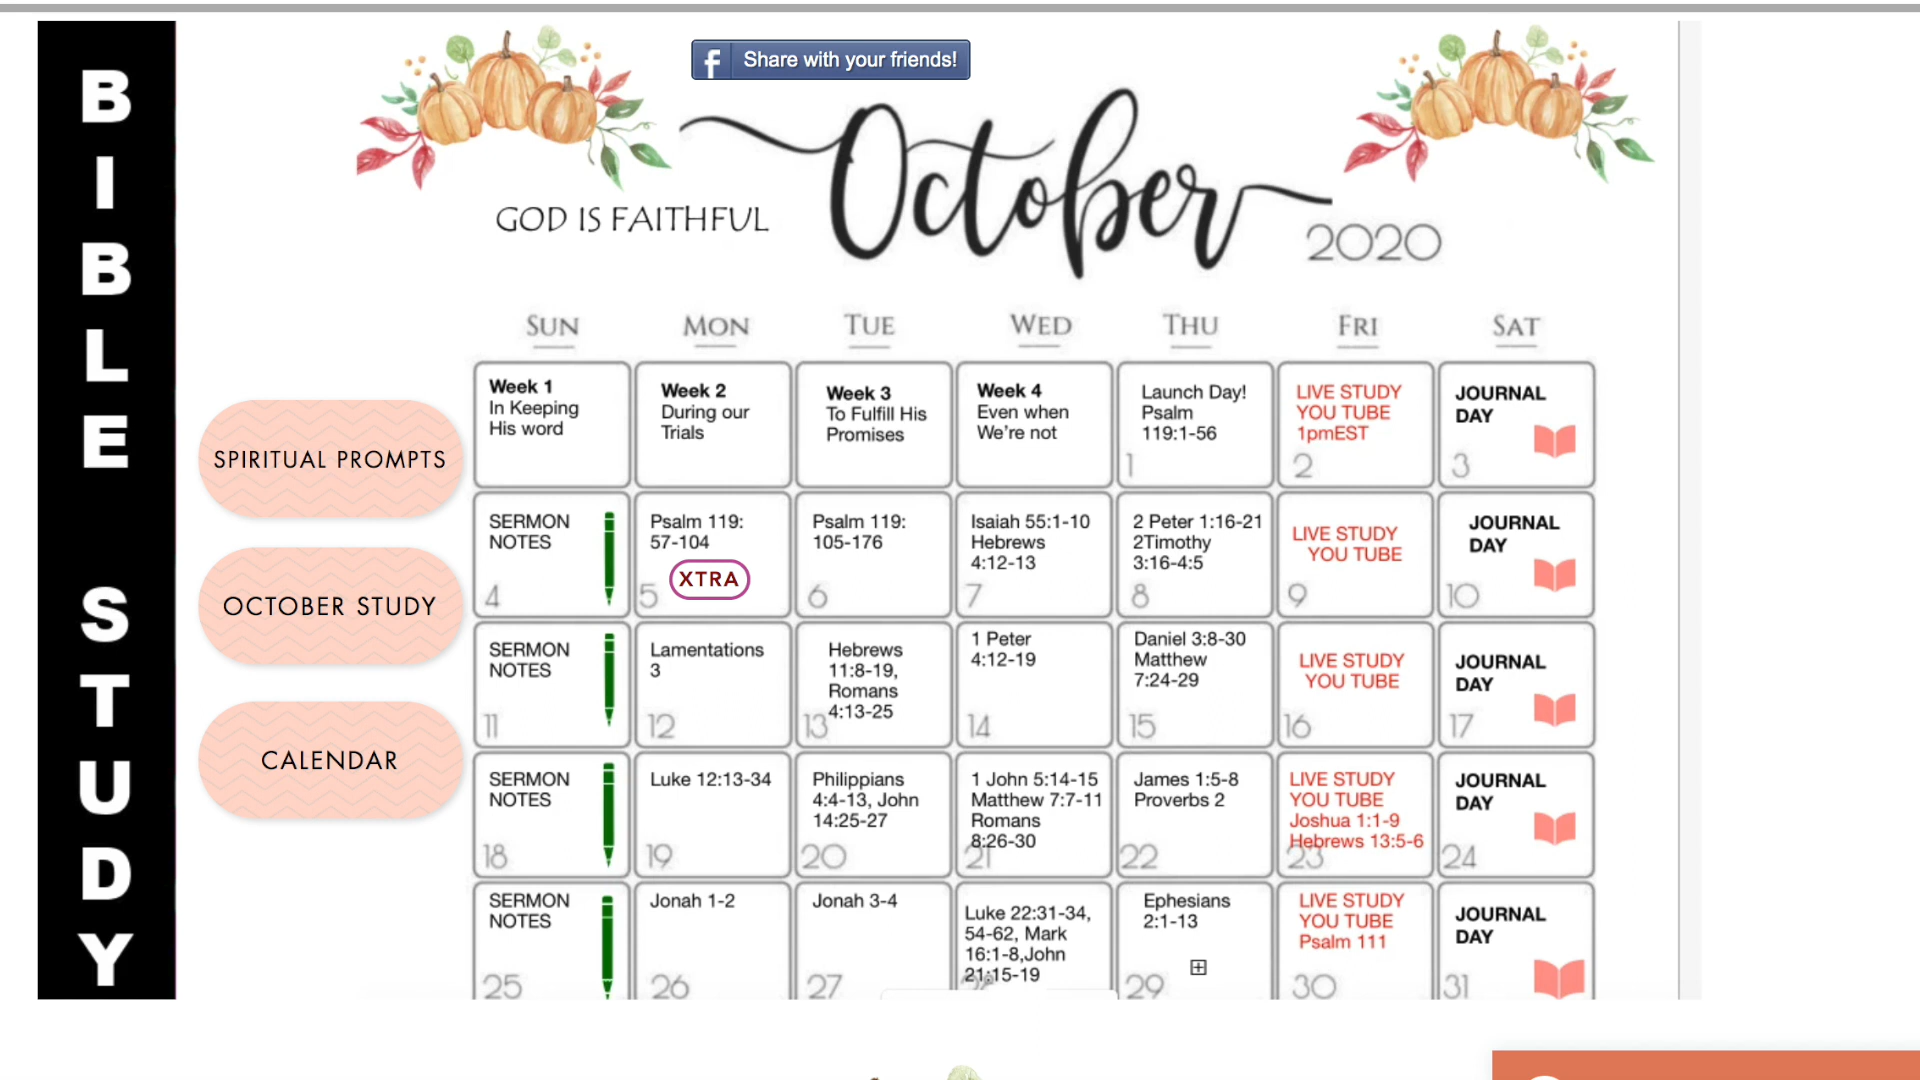 BIBLE STUDY
Share with your friends!
GOD IS FAITHFUL
October
2020
SPIRITUAL PROMPTS
OCTOBER STUDY
CALENDAR
SUN MON TUE WED THU FRI SAT
Week 1
In Keeping
His word
Week 2
During our
Trials
Week 3
To Fulfill His
Promises
Week 4
Even when
We're not
Launch Day!
Psalm
119:1-56
1
LIVE STUDY
YOU TUBE
1pmEST
2
JOURNAL
DAY
3
SERMON
NOTES
4
Psalm 119:
57-104
XTRA
5
Psalm 119:
105-176
6
Isaiah 55:1-10
Hebrews
4:12-13
7
2 Peter 1:16-21
2Timothy
3:16-4:5
8
LIVE STUDY
YOU TUBE
9
JOURNAL
DAY
10
SERMON
NOTES
11
Lamentations
3
12
Hebrews
11:8-19,
Romans
4:13-25
13
1 Peter
4:12-19
14
Daniel 3:8-30
Matthew
7:24-29
15
LIVE STUDY
YOU TUBE
16
JOURNAL
DAY
17
SERMON
NOTES
18
Luke 12:13-34
19
Philippians
4:4-13, John
14:25-27
20
1 John 5:14-15
Matthew 7:7-11
Romans
8:26-30
21
James 1:5-8
Proverbs 2
22
LIVE STUDY
YOU TUBE
Joshua 1:1-9
Hebrews 13:5-6
23
JOURNAL
DAY
24
SERMON
NOTES
25
Jonah 1-2
26
Jonah 3-4
27
Luke 22:31-34,
54-62, Mark
16:1-8,John
21:15-19
28
Ephesians
2:1-13
29
LIVE STUDY
YOU TUBE
Psalm 111
30
JOURNAL
DAY
31